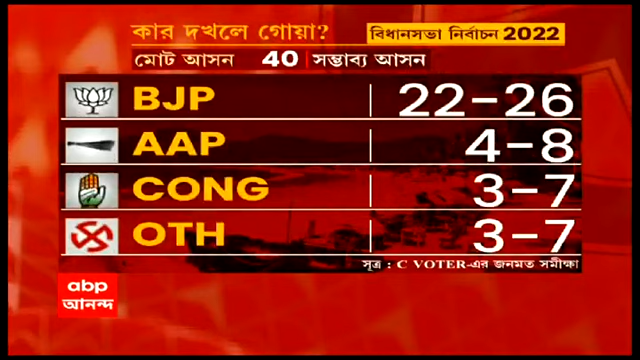 কার দখলে গোয়া?
বিধানসভা নির্বাচন 2022
মোট আসন 40 সম্ভাব্য আসন
BJP 22-26
AAP 4-8
CONG 3-7
OTH 3-7
সূত্র : C VOTER-এর জনমত সমীক্ষা
abp
আনন্দ